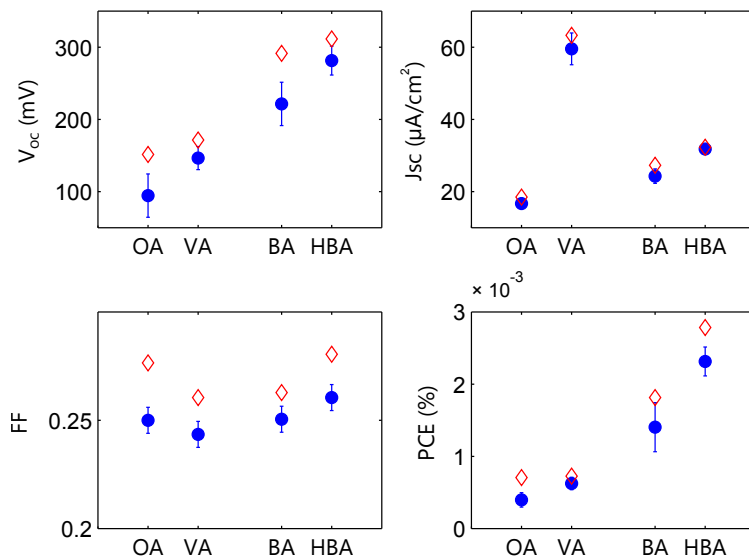 V_oc (mV)
300
200
100
OA VA BA HBA
Jsc (µA/cm²)
60
40
20
OA VA BA HBA
FF
0.25
0.2
OA VA BA HBA
× 10⁻³
PCE (%)
3
2
1
0
OA VA BA HBA